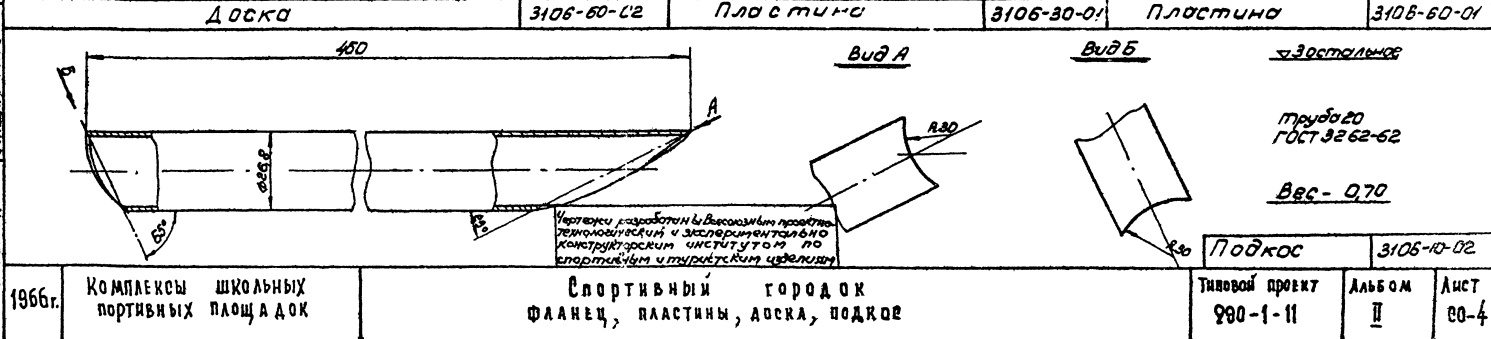 Доска 3106-60-02 Пластина 3106-30-01 Пластина 3106-60-01
460
Вид А
Вид Б
▽3 остальное
Б
А
труба 20
ГОСТ 3262-62
R30
⌀26,8
Вес - 0,70
65°
Чертежи разработаны Всесоюзным проектно
технологическим и экспериментально
конструкторским институтом по
спортивным и туристским изделиям
R30
Подкос 3106-10-02
1966г.
Комплексы школьных
портивных площадок
Спортивный городок
фланец, пластины, доска, подкос
Типовой проект
290-1-11
Альбом
II
Лист
СО-4